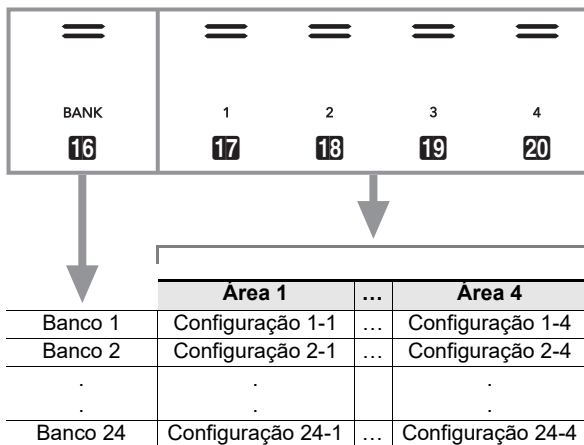 BANK 1 2 3 4
16 17 18 19 20
Área 1 … Área 4
Banco 1 Configuração 1-1 … Configuração 1-4
Banco 2 Configuração 2-1 … Configuração 2-4
. . .
. . .
Banco 24 Configuração 24-1 … Configuração 24-4